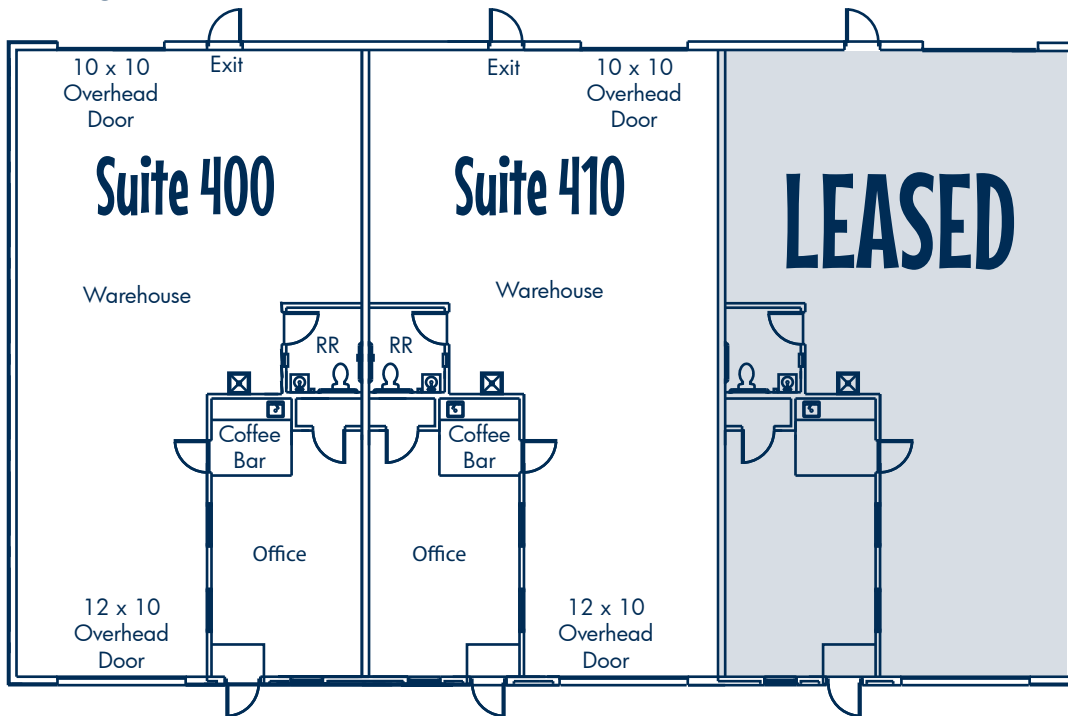 10 x 10
Overhead
Door
Exit
Exit
10 x 10
Overhead
Door
Suite 400
Suite 410
LEASED
Warehouse
Warehouse
RR
RR
Coffee
Bar
Coffee
Bar
Office
Office
12 x 10
Overhead
Door
12 x 10
Overhead
Door